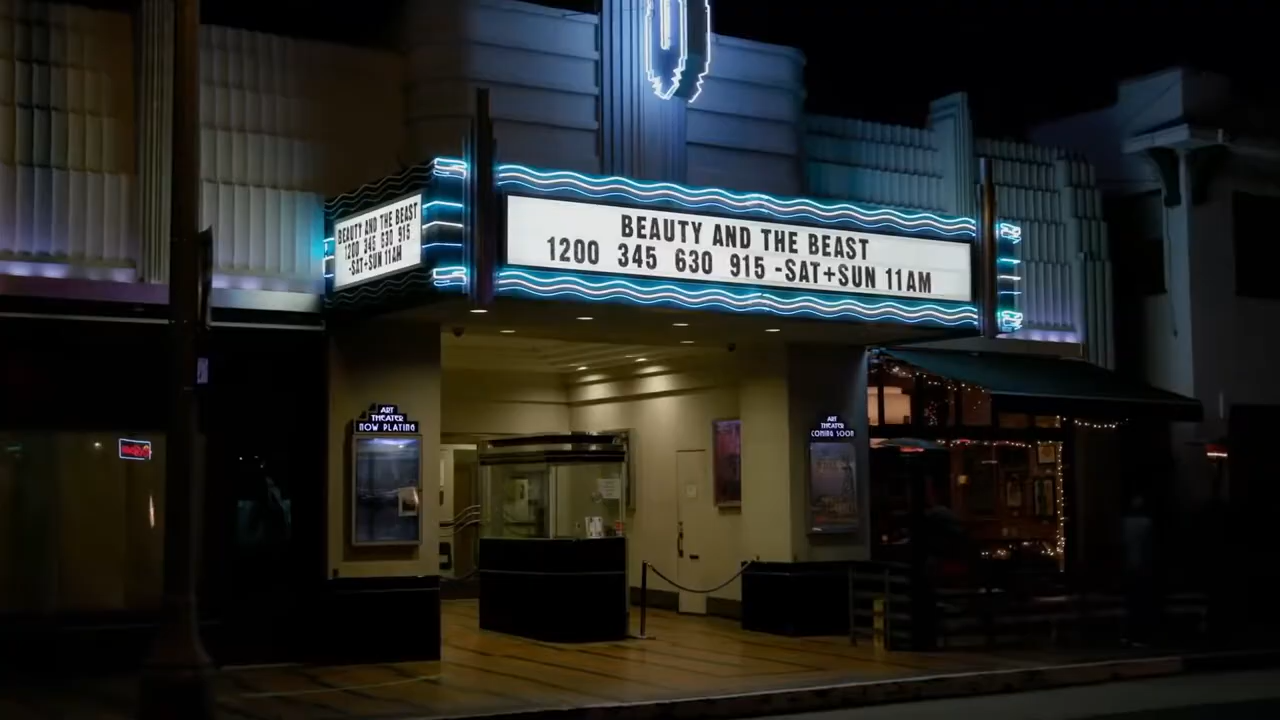 BEAUTY AND THE BEAST
1200 345 630 915
-SAT+SUN 11AM
BEAUTY AND THE BEAST
1200 345 630 915 -SAT+SUN 11AM
ART
THEATER
NOW PLAYING
ART
THEATER
COMING SOON